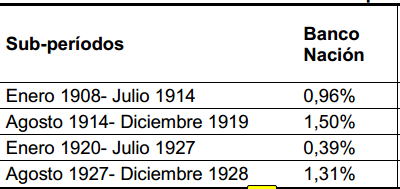 Sub-períodos Banco Nación
Enero 1908- Julio 1914 0,96%
Agosto 1914- Diciembre 1919 1,50%
Enero 1920- Julio 1927 0,39%
Agosto 1927- Diciembre 1928 1,31%